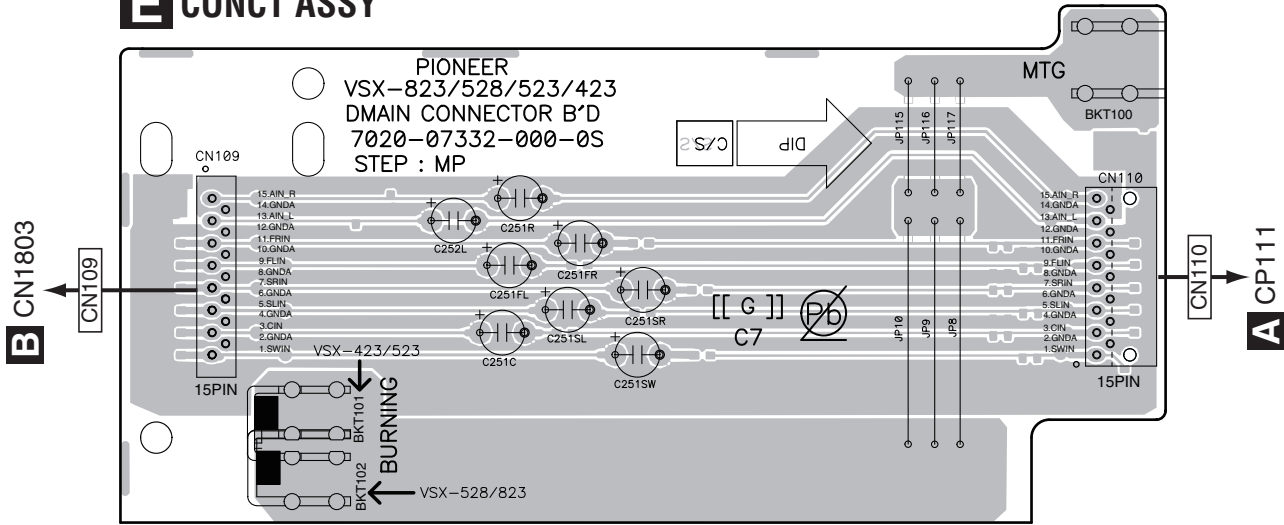 E CONCT ASSY
PIONEER
VSX-823/528/523/423
DMAIN CONNECTOR B'D
7020-07332-000-0S
STEP : MP
C/S
DIP
MTG
BKT100
JP115
JP116
JP117
CN109
15.AIN_R
14.GNDA
13.AIN_L
12.GNDA
11.FRIN
10.GNDA
9.FLIN
8.GNDA
7.SRIN
6.GNDA
5.SLIN
4.GNDA
3.CIN
2.GNDA
1.SWIN
15PIN
C251R
C252L
C251FR
C251FL
C251SR
C251SL
C251C
C251SW
[[ G ]]
C7
Pb
JP10
JP9
JP8
CN110
15.AIN_R
14.GNDA
13.AIN_L
12.GNDA
11.FRIN
10.GNDA
9.FLIN
8.GNDA
7.SRIN
6.GNDA
5.SLIN
4.GNDA
3.CIN
2.GNDA
1.SWIN
15PIN
B CN1803
CN109
CN110
A CP111
VSX-423/523
BKT101
BURNING
BKT102
VSX-528/823